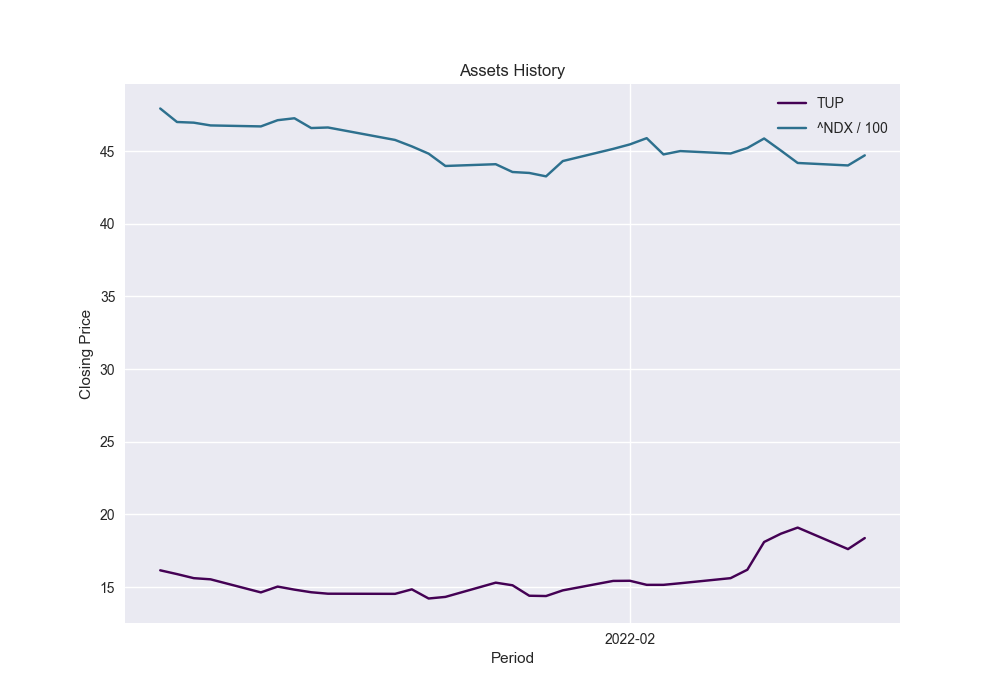 Assets History
TUP
^NDX / 100
45
40
35
30
25
20
15
Closing Price
2022-02
Period